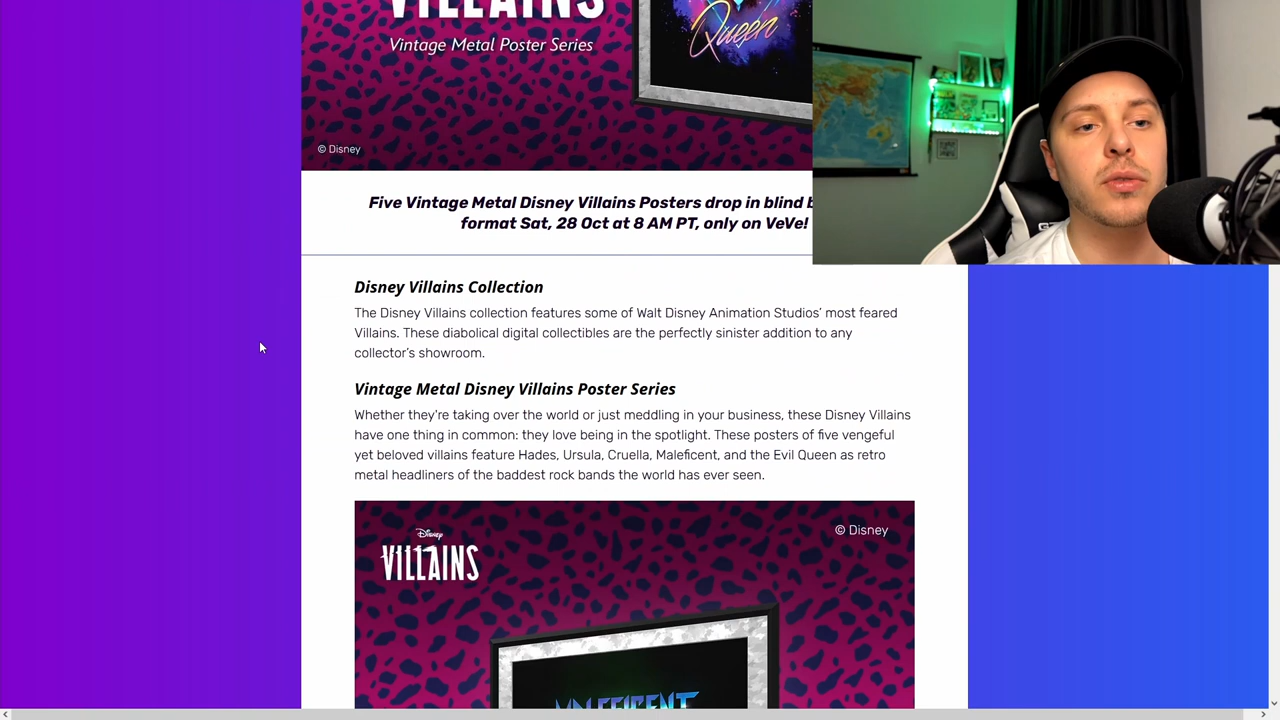 VILLAINS
Vintage Metal Poster Series
Queen
© Disney
Five Vintage Metal Disney Villains Posters drop in blind
format Sat, 28 Oct at 8 AM PT, only on VeVe!
Disney Villains Collection
The Disney Villains collection features some of Walt Disney Animation Studios’ most feared
Villains. These diabolical digital collectibles are the perfectly sinister addition to any
collector’s showroom.
Vintage Metal Disney Villains Poster Series
Whether they're taking over the world or just meddling in your business, these Disney Villains
have one thing in common: they love being in the spotlight. These posters of five vengeful
yet beloved villains feature Hades, Ursula, Cruella, Maleficent, and the Evil Queen as retro
metal headliners of the baddest rock bands the world has ever seen.
Disney
VILLAINS
© Disney
MALEFICENT